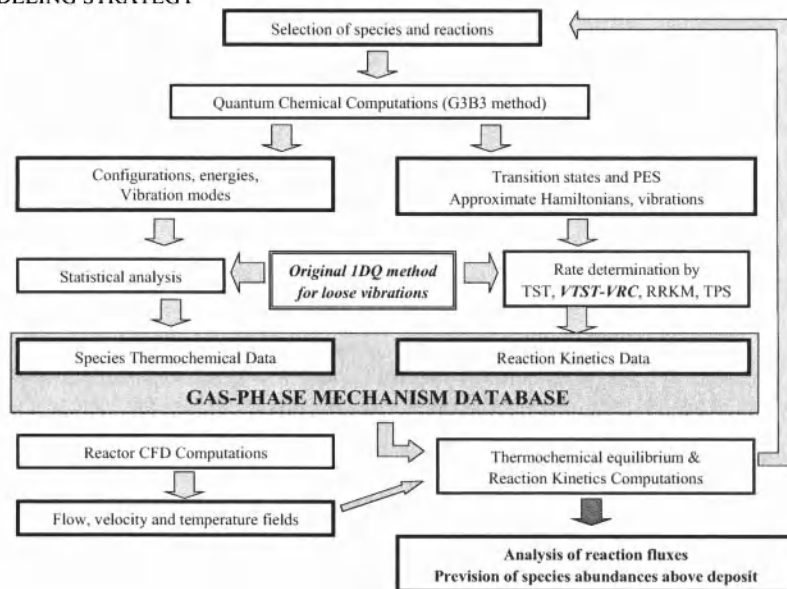 MODELING STRATEGY
Selection of species and reactions
Quantum Chemical Computations (G3B3 method)
Configurations, energies,
Vibration modes
Transition states and PES
Approximate Hamiltonians, vibrations
Statistical analysis
Original 1DQ method
for loose vibrations
Rate determination by
TST, VTST-VRC, RRKM, TPS
Species Thermochemical Data
Reaction Kinetics Data
GAS-PHASE MECHANISM DATABASE
Reactor CFD Computations
Thermochemical equilibrium &
Reaction Kinetics Computations
Flow, velocity and temperature fields
Analysis of reaction fluxes
Prevision of species abundances above deposit